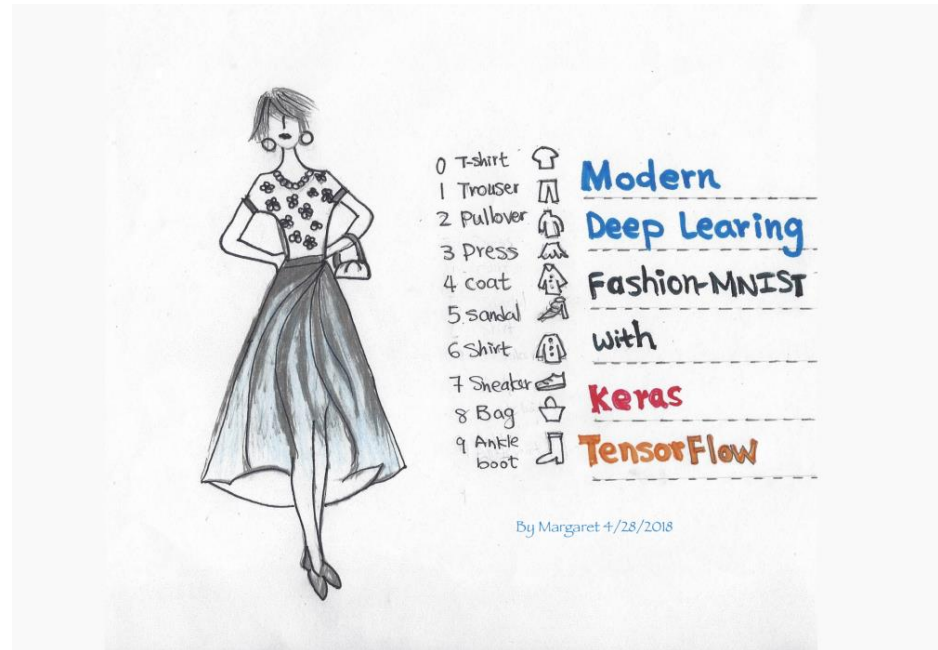 0 T-shirt
1 Trouser
2 Pullover
3 Press
4 Coat
5 Sandal
6 Shirt
7 Sneaker
8 Bag
9 Ankle
boot
Modern
Deep Learing
Fashion-MNIST
with
Keras
TensorFlow
By Margaret 4/28/2018